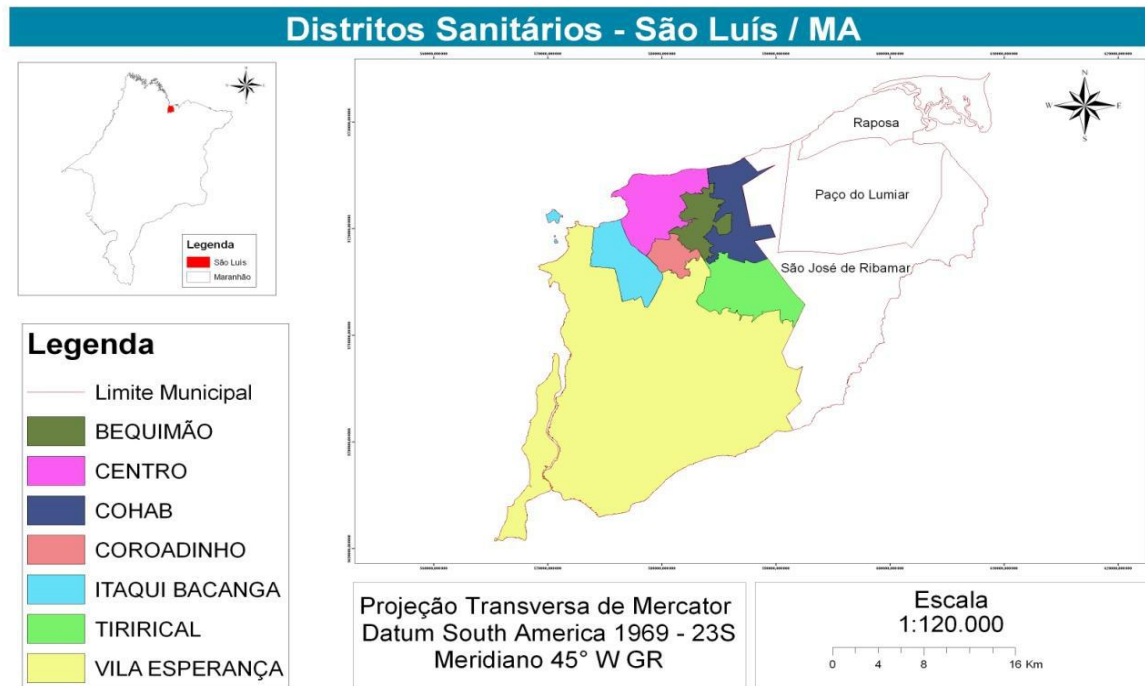 Distritos Sanitários - São Luís / MA
Legenda
São Luís
Maranhão
N
W
E
S
Raposa
Paço do Lumiar
São José de Ribamar
Legenda
Limite Municipal
BEQUIMÃO
CENTRO
COHAB
COROADINHO
ITAQUI BACANGA
TIRIRICAL
VILA ESPERANÇA
Projeção Transversa de Mercator
Datum South America 1969 - 23S
Meridiano 45° W GR
Escala
1:120.000
0 4 8 16 Km